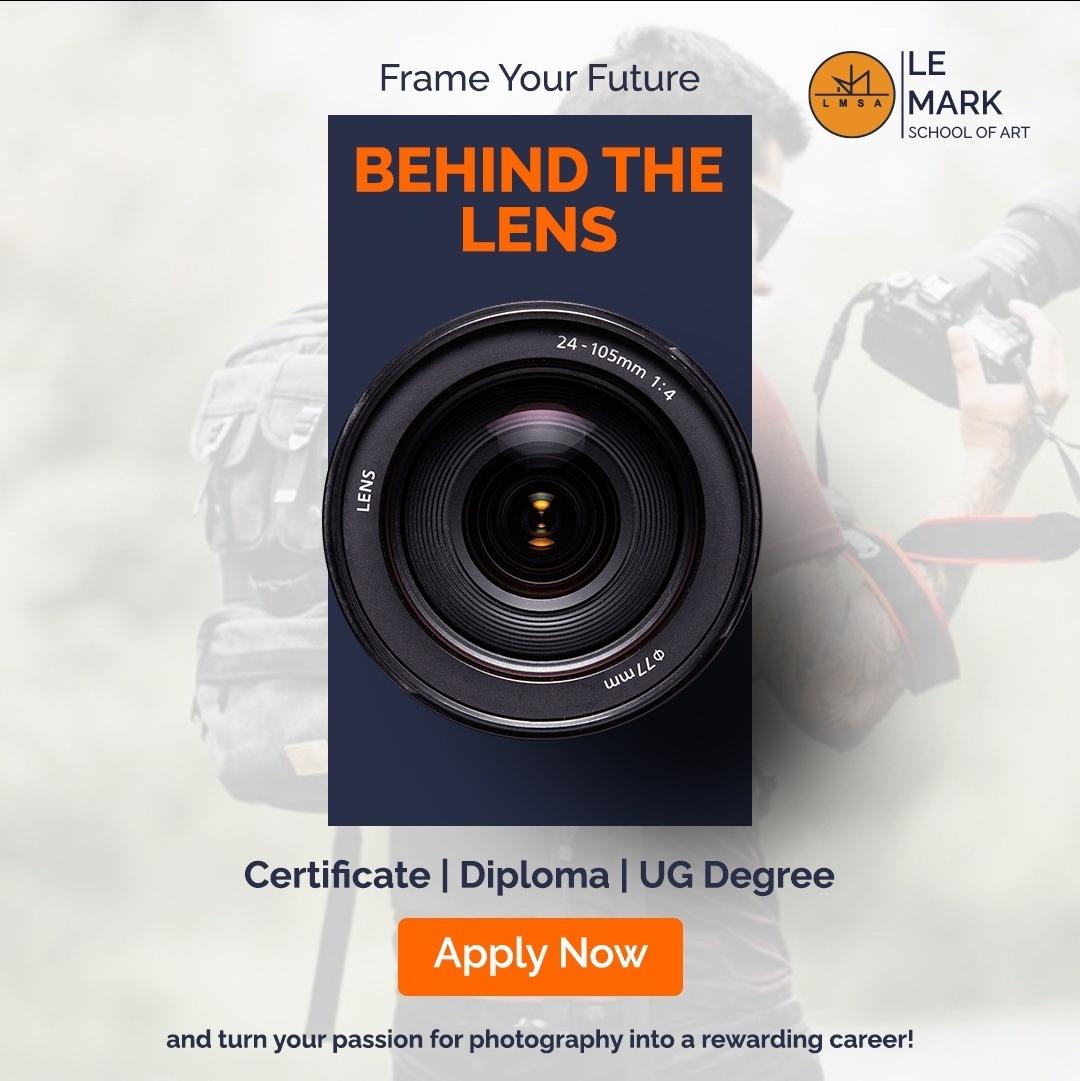 Frame Your Future
LMSA
LE
MARK
SCHOOL OF ART
BEHIND THE
LENS
24-105mm 1:4
LENS
Φ77mm
Certificate | Diploma | UG Degree
Apply Now
and turn your passion for photography into a rewarding career!